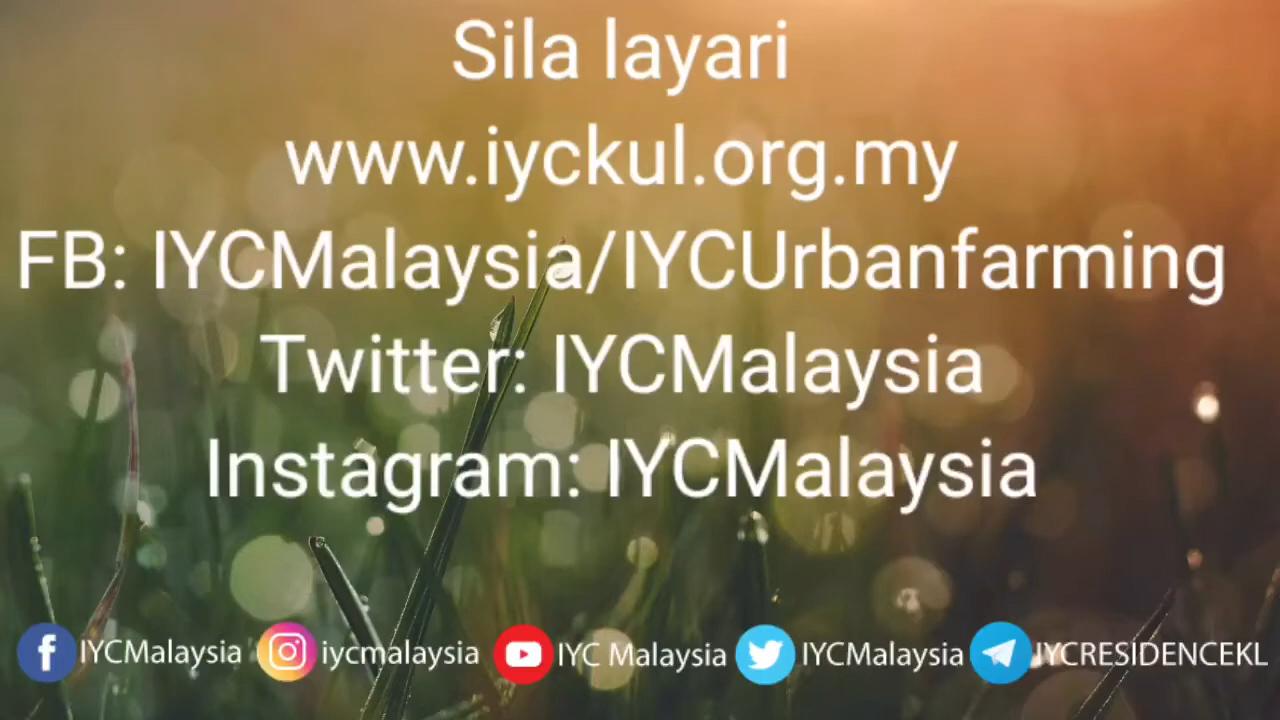 Sila layari
www.iyckul.org.my
FB: IYCMalaysia/IYCUrbanfarming
Twitter: IYCMalaysia
Instagram: IYCMalaysia
IYCMalaysia iycmalaysia IYC Malaysia IYCMalaysia IYCRESIDENCEKL